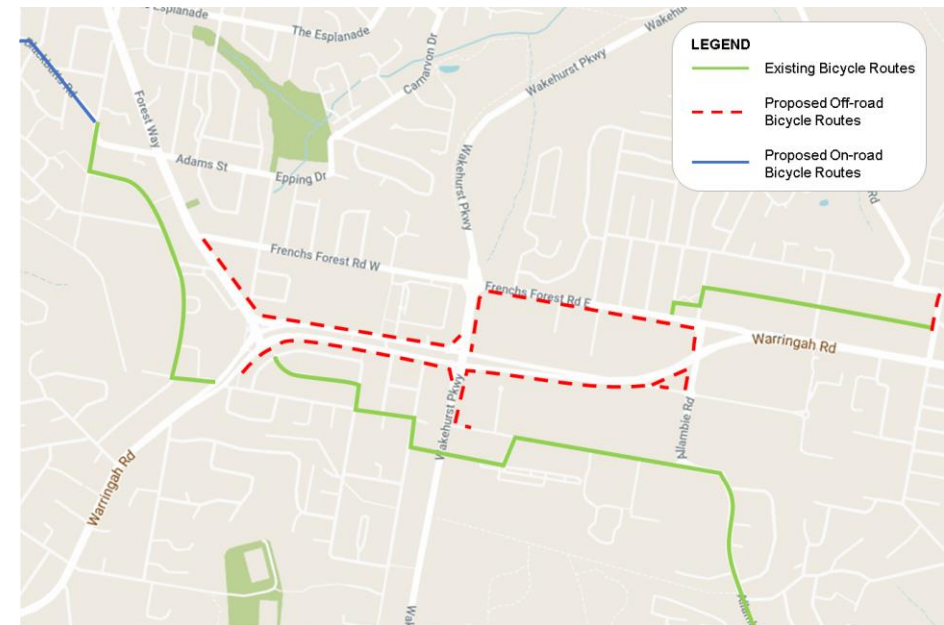 The Esplanade
The Esplanade
Blackbutts Rd
Forest Way
Carnarvon Dr
Wakehurst Pkwy
Wakehurst Pkwy
LEGEND
Existing Bicycle Routes
Proposed Off-road
Bicycle Routes
Proposed On-road
Bicycle Routes
Rd
Adams St
Epping Dr
Wakehurst Pkwy
Frenchs Forest Rd W
Frenchs Forest Rd E
Warringah Rd
Wakehurst Pkwy
Allambie Rd
Warringah Rd